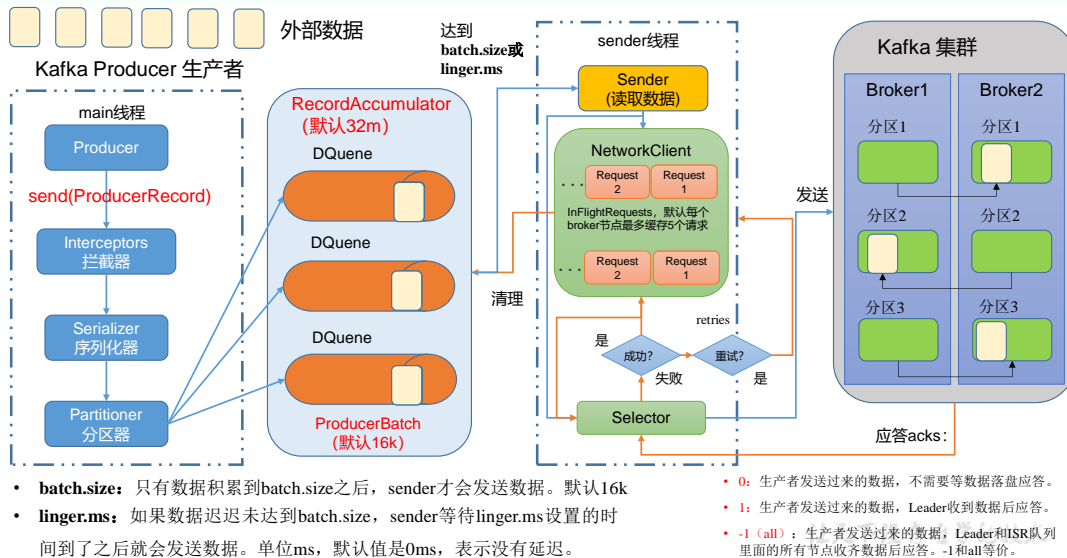 外部数据
Kafka Producer 生产者
main线程
Producer
send(ProducerRecord)
Interceptors
拦截器
Serializer
序列化器
Partitioner
分区器
RecordAccumulator
（默认32m）
DQuene
DQuene
DQuene
ProducerBatch
（默认16k）
达到
batch.size或
linger.ms
清理
sender线程
Sender
(读取数据)
NetworkClient
... Request 2 Request 1
InFlightRequests，默认每个
broker节点最多缓存5个请求
... Request 2 Request 1
是
成功？
失败
retries
重试？
是
Selector
发送
Kafka 集群
Broker1
分区1
分区2
分区3
Broker2
分区1
分区2
分区3
应答acks：
• batch.size：只有数据积累到batch.size之后，sender才会发送数据。默认16k
• linger.ms：如果数据迟迟未达到batch.size，sender等待linger.ms设置的时
间到了之后就会发送数据。单位ms，默认值是0ms，表示没有延迟。
• 0：生产者发送过来的数据，不需要等数据落盘应答。
• 1：生产者发送过来的数据，Leader收到数据后应答。
• -1（all）：生产者发送过来的数据，Leader和ISR队列
里面的所有节点收齐数据后应答。-1和all等价。